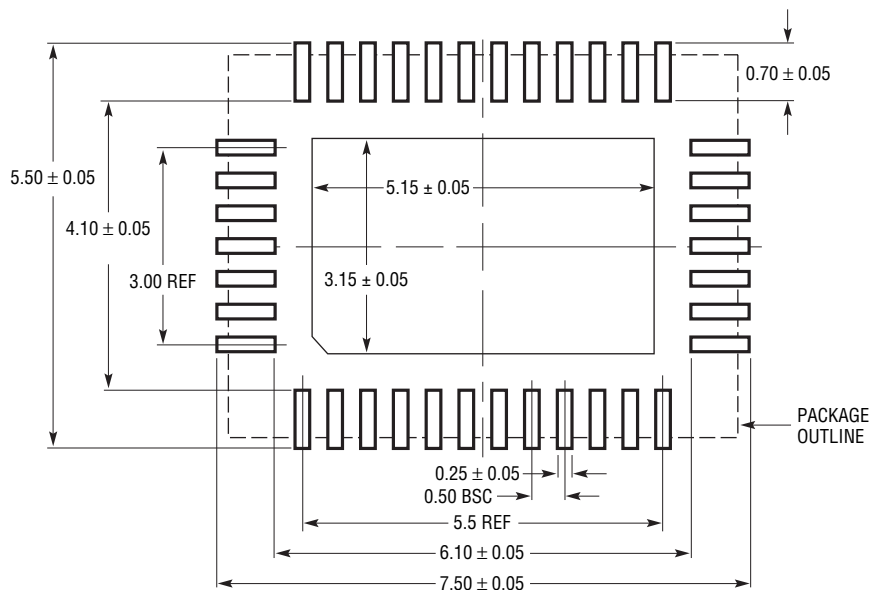 0.70 ± 0.05
5.50 ± 0.05
5.15 ± 0.05
4.10 ± 0.05
3.00 REF
3.15 ± 0.05
PACKAGE
OUTLINE
0.25 ± 0.05
0.50 BSC
5.5 REF
6.10 ± 0.05
7.50 ± 0.05